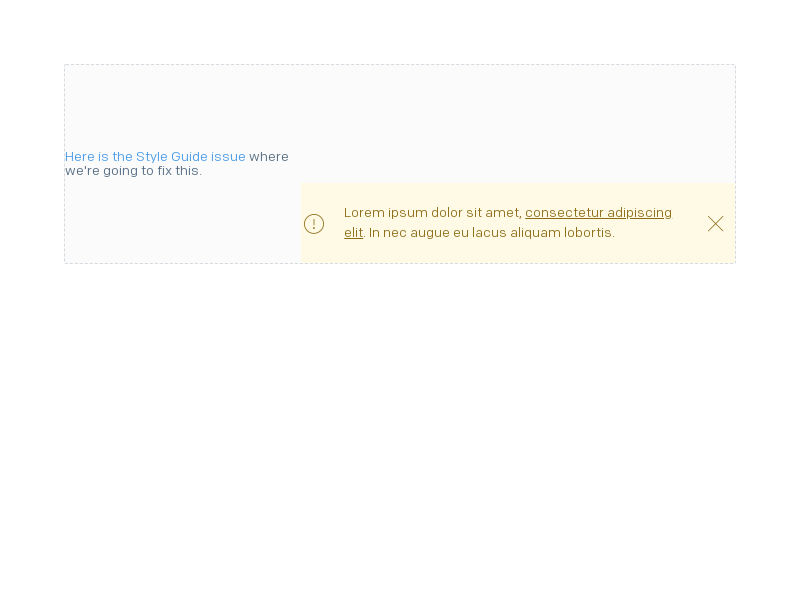 Here is the Style Guide issue where
we're going to fix this.
Lorem ipsum dolor sit amet, consectetur adipiscing
elit. In nec augue eu lacus aliquam lobortis.